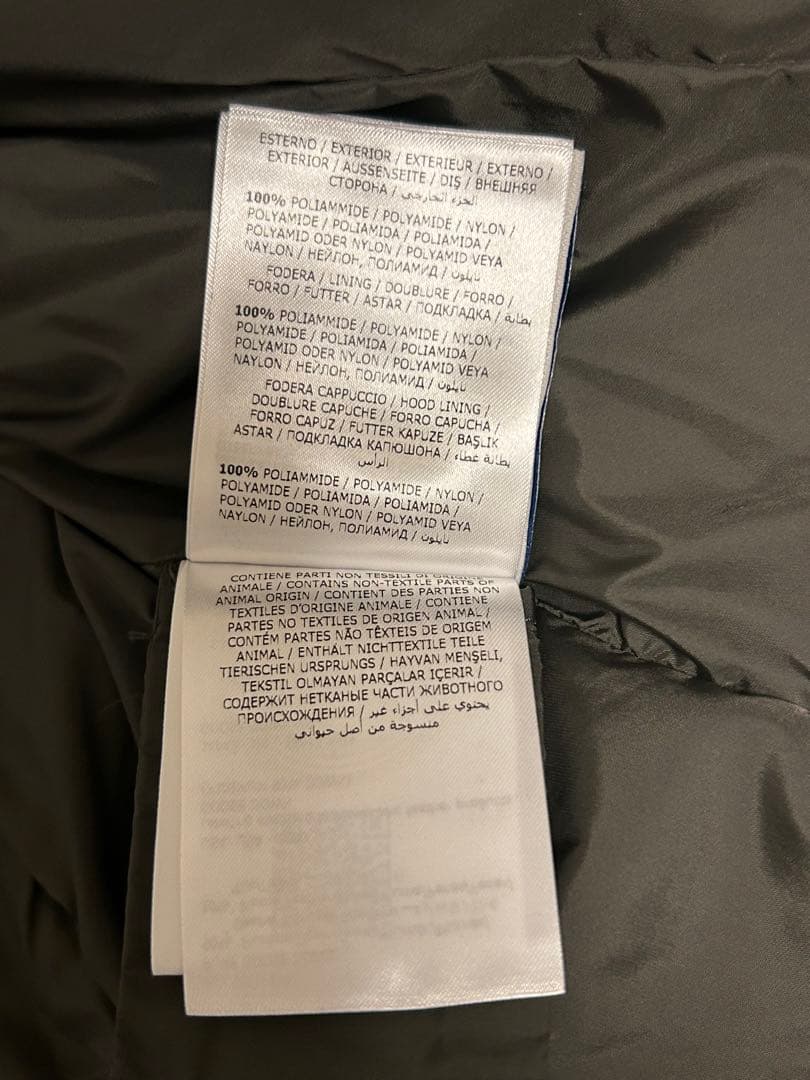 ESTERNO / EXTERIOR / EXTERIEUR / EXTERNO /
EXTERIOR / AUSSENSEITE / DIŞ / ВНЕШНЯЯ
СТОРОНА / الجزء الخارجي
100% POLIAMMIDE / POLYAMIDE / NYLON /
POLYAMIDE / POLIAMIDA / POLIAMIDA /
POLYAMID ODER NYLON / POLYAMID VEYA
NAYLON / НЕЙЛОН, ПОЛИАМИД / نايلون
FODERA / LINING / DOUBLURE / FORRO /
FORRO / FUTTER / ASTAR / ПОДКЛАДКА / بطانة
100% POLIAMMIDE / POLYAMIDE / NYLON /
POLYAMIDE / POLIAMIDA / POLIAMIDA /
POLYAMID ODER NYLON / POLYAMID VEYA
NAYLON / НЕЙЛОН, ПОЛИАМИД / نايلون
FODERA CAPPUCCIO / HOOD LINING /
DOUBLURE CAPUCHE / FORRO CAPUCHA /
FORRO CAPUZ / FUTTER KAPUZE / BAŞLIK
ASTAR / ПОДКЛАДКА КАПЮШОНА / بطانة غطاء
الرأس
100% POLIAMMIDE / POLYAMIDE / NYLON /
POLYAMIDE / POLIAMIDA / POLIAMIDA /
POLYAMID ODER NYLON / POLYAMID VEYA
NAYLON / НЕЙЛОН, ПОЛИАМИД / نايلون
CONTIENE PARTI NON TESSILI DI ORIGINE
ANIMALE / CONTAINS NON-TEXTILE PARTS OF
ANIMAL ORIGIN / CONTIENT DES PARTIES NON
TEXTILES D'ORIGINE ANIMALE / CONTIENE
PARTES NO TEXTILES DE ORIGEN ANIMAL /
CONTÉM PARTES NÃO TÊXTEIS DE ORIGEM
ANIMAL / ENTHÄLT NICHTTEXTILE TEILE
TIERISCHEN URSPRUNGS / HAYVAN MENŞELİ,
TEKSTIL OLMAYAN PARÇALAR IÇERIR /
СОДЕРЖИТ НЕТКАНЫЕ ЧАСТИ ЖИВОТНОГО
ПРОИСХОЖДЕНИЯ / يحتوي على أجزاء غير
منسوجة من أصل حيواني